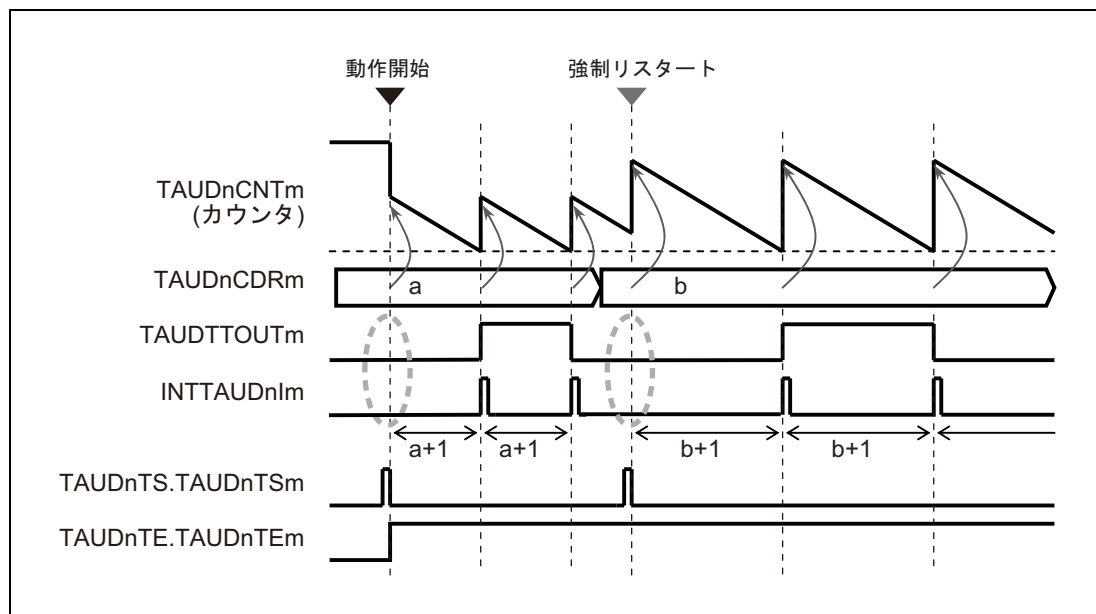 動作開始
強制リスタート
TAUDnCNTm
(カウンタ)
TAUDnCDRm
a
b
TAUDTTOUTm
INTTAUDnIm
a+1
a+1
b+1
b+1
TAUDnTS.TAUDnTSm
TAUDnTE.TAUDnTEm